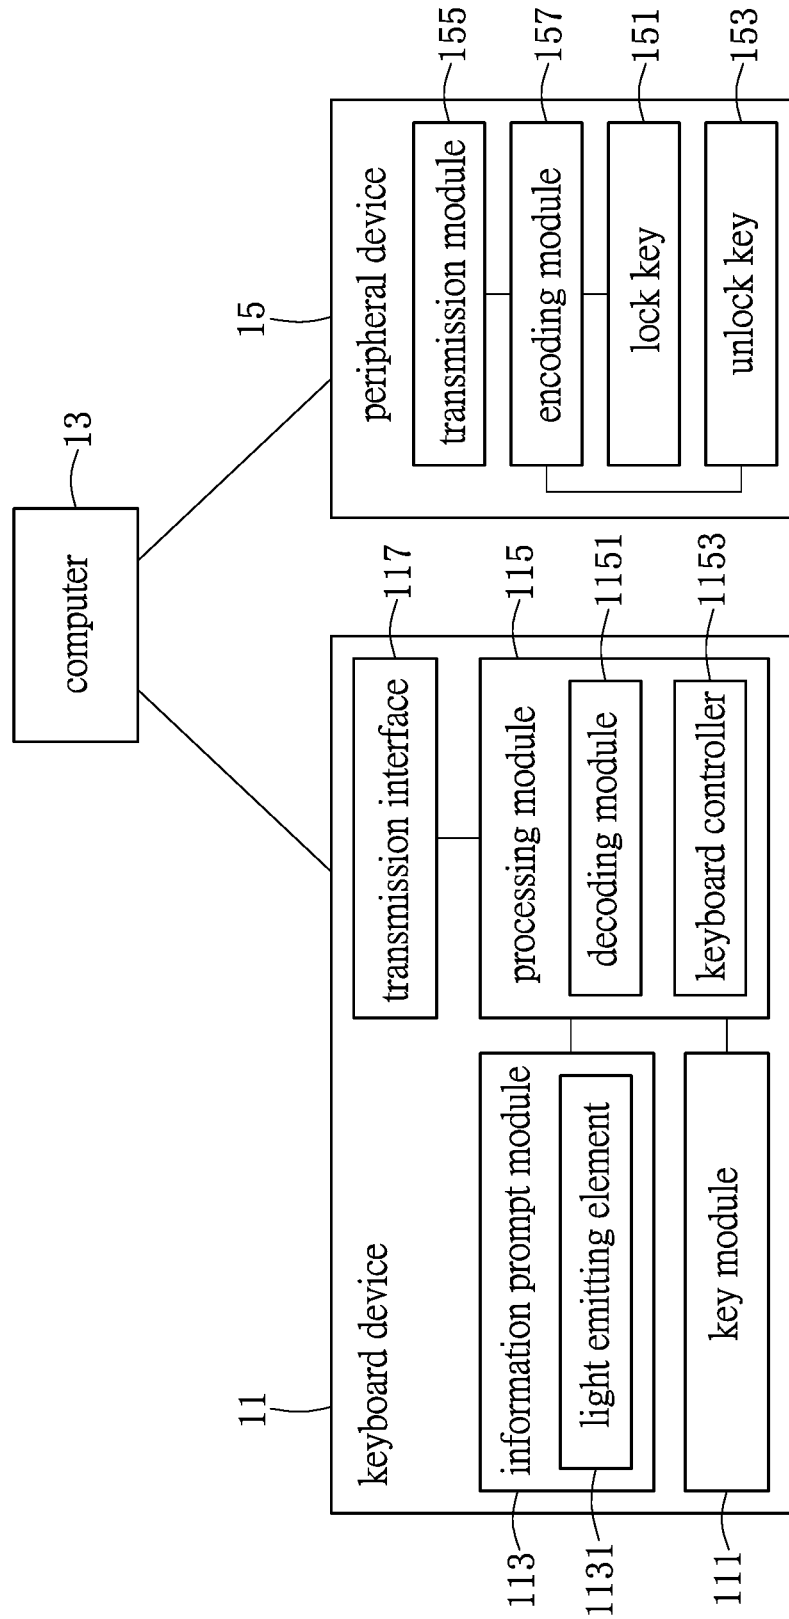 computer
13
11
keyboard device
transmission interface
117
information prompt module
113
light emitting element
1131
key module
111
processing module
115
decoding module
1151
keyboard controller
1153
15
peripheral device
transmission module
155
encoding module
157
lock key
151
unlock key
153